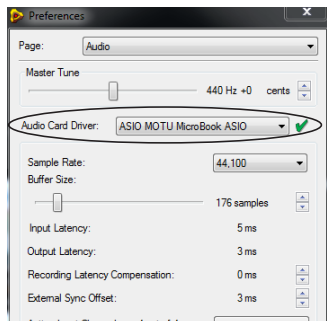 Preferences
Page: Audio
Master Tune
440 Hz +0 cents
Audio Card Driver: ASIO MOTU MicroBook ASIO
Sample Rate: 44,100
Buffer Size:
176 samples
Input Latency: 5 ms
Output Latency: 3 ms
Recording Latency Compensation: 0 ms
External Sync Offset: 3 ms